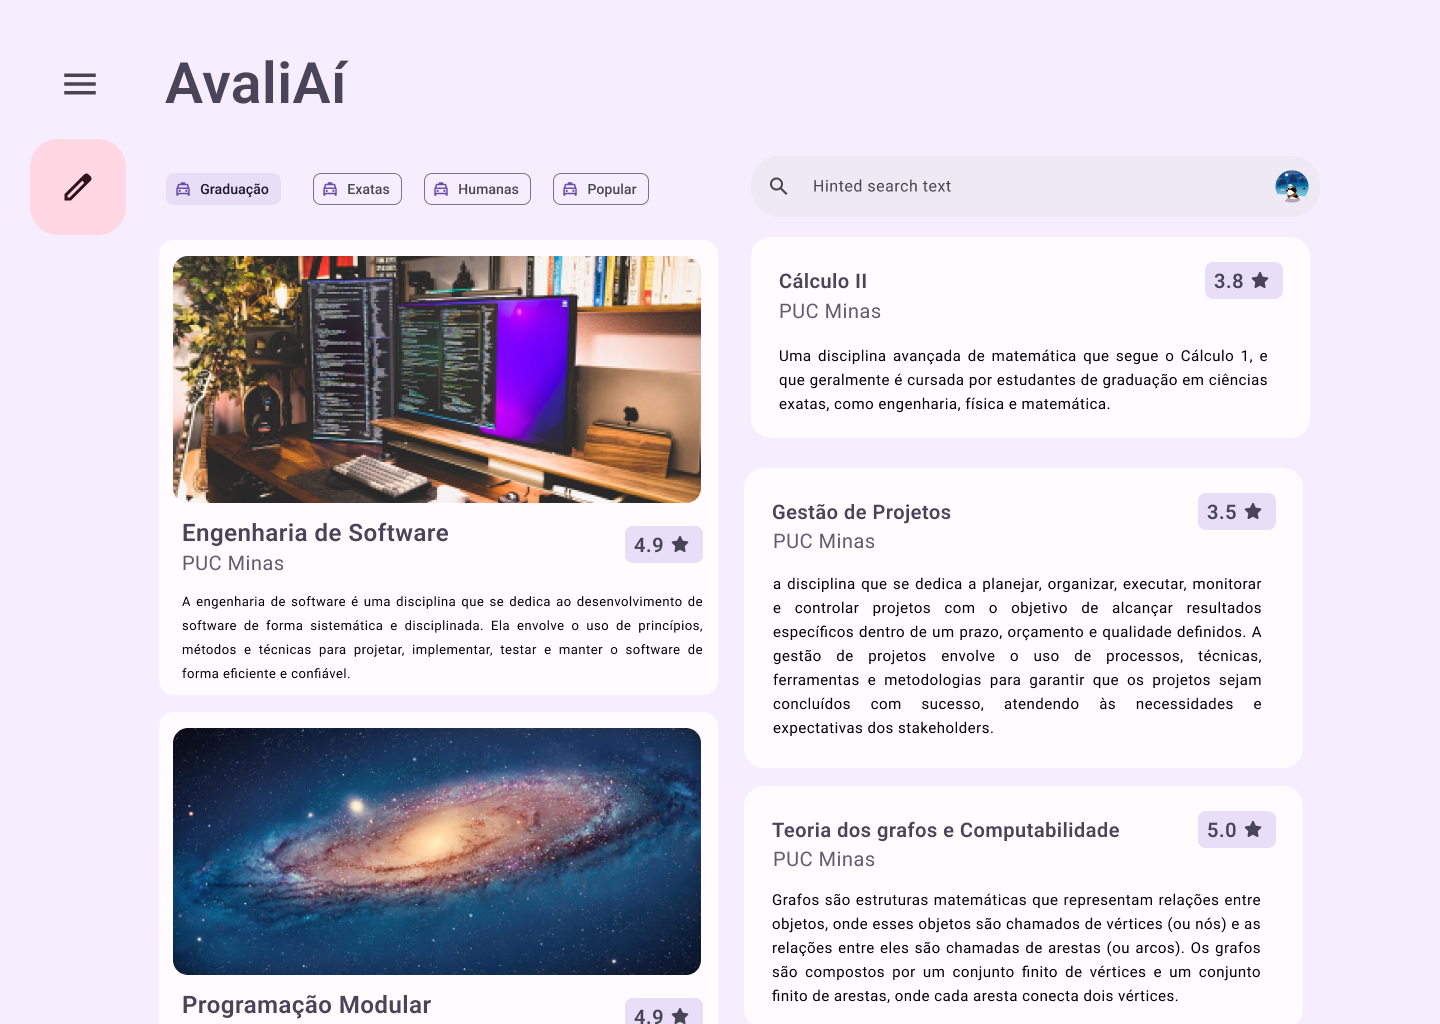 AvaliAí
Graduação
Exatas
Humanas
Popular
Hinted search text
Engenharia de Software
PUC Minas
4.9
A engenharia de software é uma disciplina que se dedica ao desenvolvimento de
software de forma sistemática e disciplinada. Ela envolve o uso de princípios,
métodos e técnicas para projetar, implementar, testar e manter o software de
forma eficiente e confiável.
Programação Modular
4.9
Cálculo II
PUC Minas
3.8
Uma disciplina avançada de matemática que segue o Cálculo 1, e
que geralmente é cursada por estudantes de graduação em ciências
exatas, como engenharia, física e matemática.
Gestão de Projetos
PUC Minas
3.5
a disciplina que se dedica a planejar, organizar, executar, monitorar
e controlar projetos com o objetivo de alcançar resultados
específicos dentro de um prazo, orçamento e qualidade definidos. A
gestão de projetos envolve o uso de processos, técnicas,
ferramentas e metodologias para garantir que os projetos sejam
concluídos com sucesso, atendendo às necessidades e
expectativas dos stakeholders.
Teoria dos grafos e Computabilidade
PUC Minas
5.0
Grafos são estruturas matemáticas que representam relações entre
objetos, onde esses objetos são chamados de vértices (ou nós) e as
relações entre eles são chamadas de arestas (ou arcos). Os grafos
são compostos por um conjunto finito de vértices e um conjunto
finito de arestas, onde cada aresta conecta dois vértices.